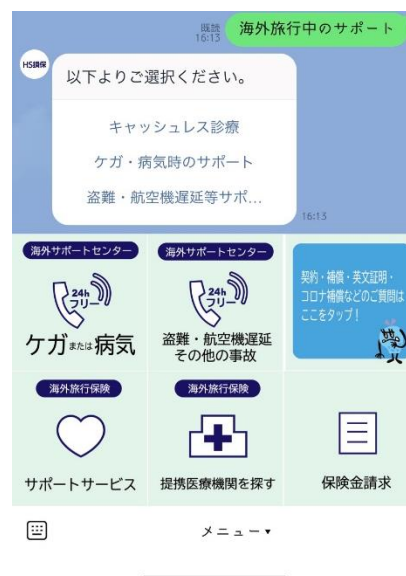 既読
16:13
海外旅行中のサポート
HS損保
以下よりご選択ください。
キャッシュレス診療
ケガ・病気時のサポート
盗難・航空機遅延等サポ...
16:13
海外サポートセンター
24h
フリー
ケガまたは病気
海外サポートセンター
24h
フリー
盗難・航空機遅延
その他の事故
契約・補償・英文証明・
コロナ補償などのご質問は
ここをタップ！
海外旅行保険
サポートサービス
海外旅行保険
提携医療機関を探す
保険金請求
メニュー▾